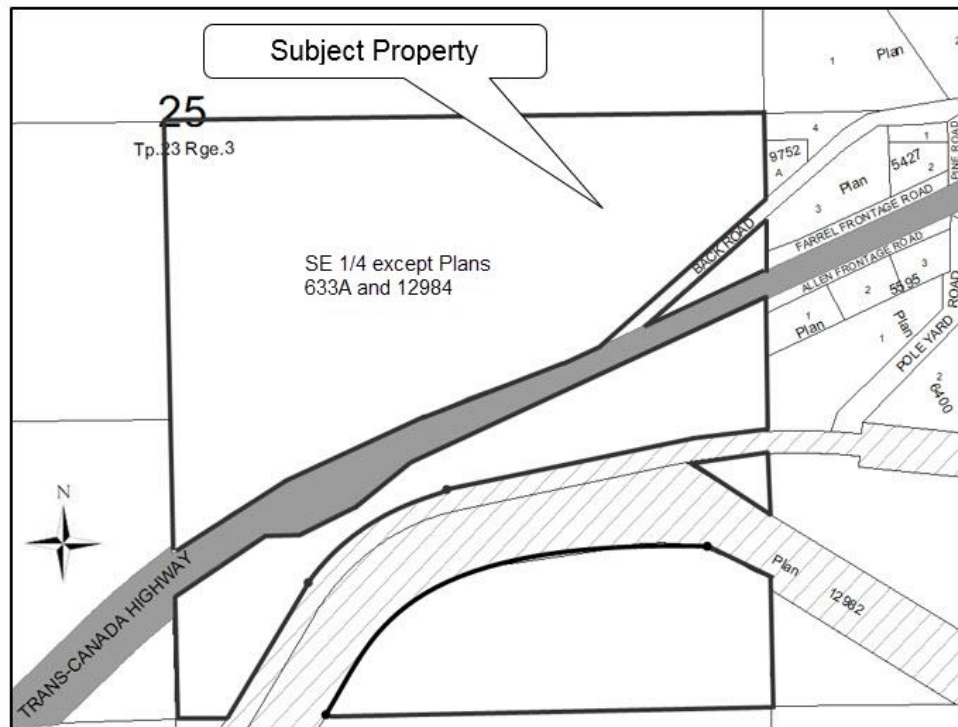 Subject Property
25
Tp.23 Rge.3
SE 1/4 except Plans
633A and 12984
N
TRANS-CANADA HIGHWAY
BACK ROAD
FARREL FRONTAGE ROAD
ALLEN FRONTAGE ROAD
PINE ROAD
POLE YARD ROAD
1
Plan
2
4
9752
A
Plan
3
5427
1
2
Plan
5595
1
2
3
Plan
1
2
6400
Plan
12982